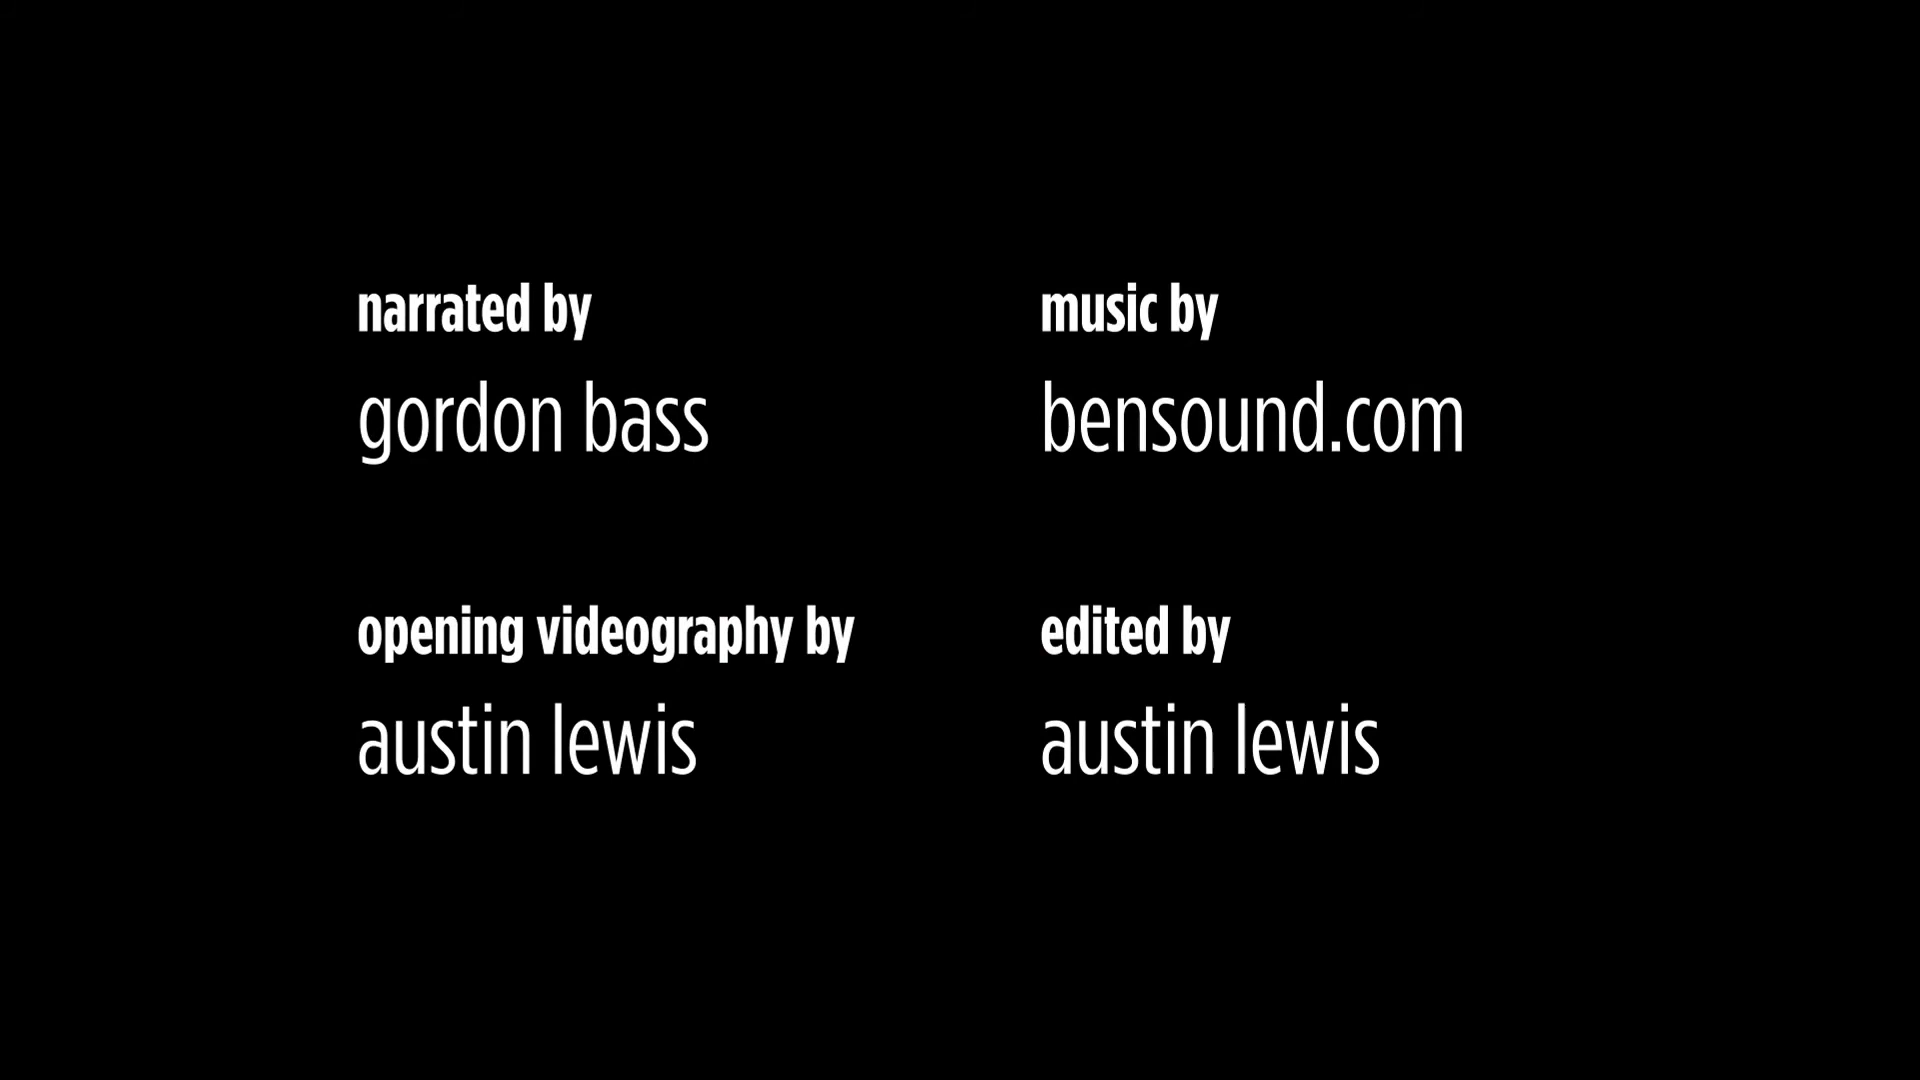 narrated by
gordon bass
music by
bensound.com
opening videography by
austin lewis
edited by
austin lewis